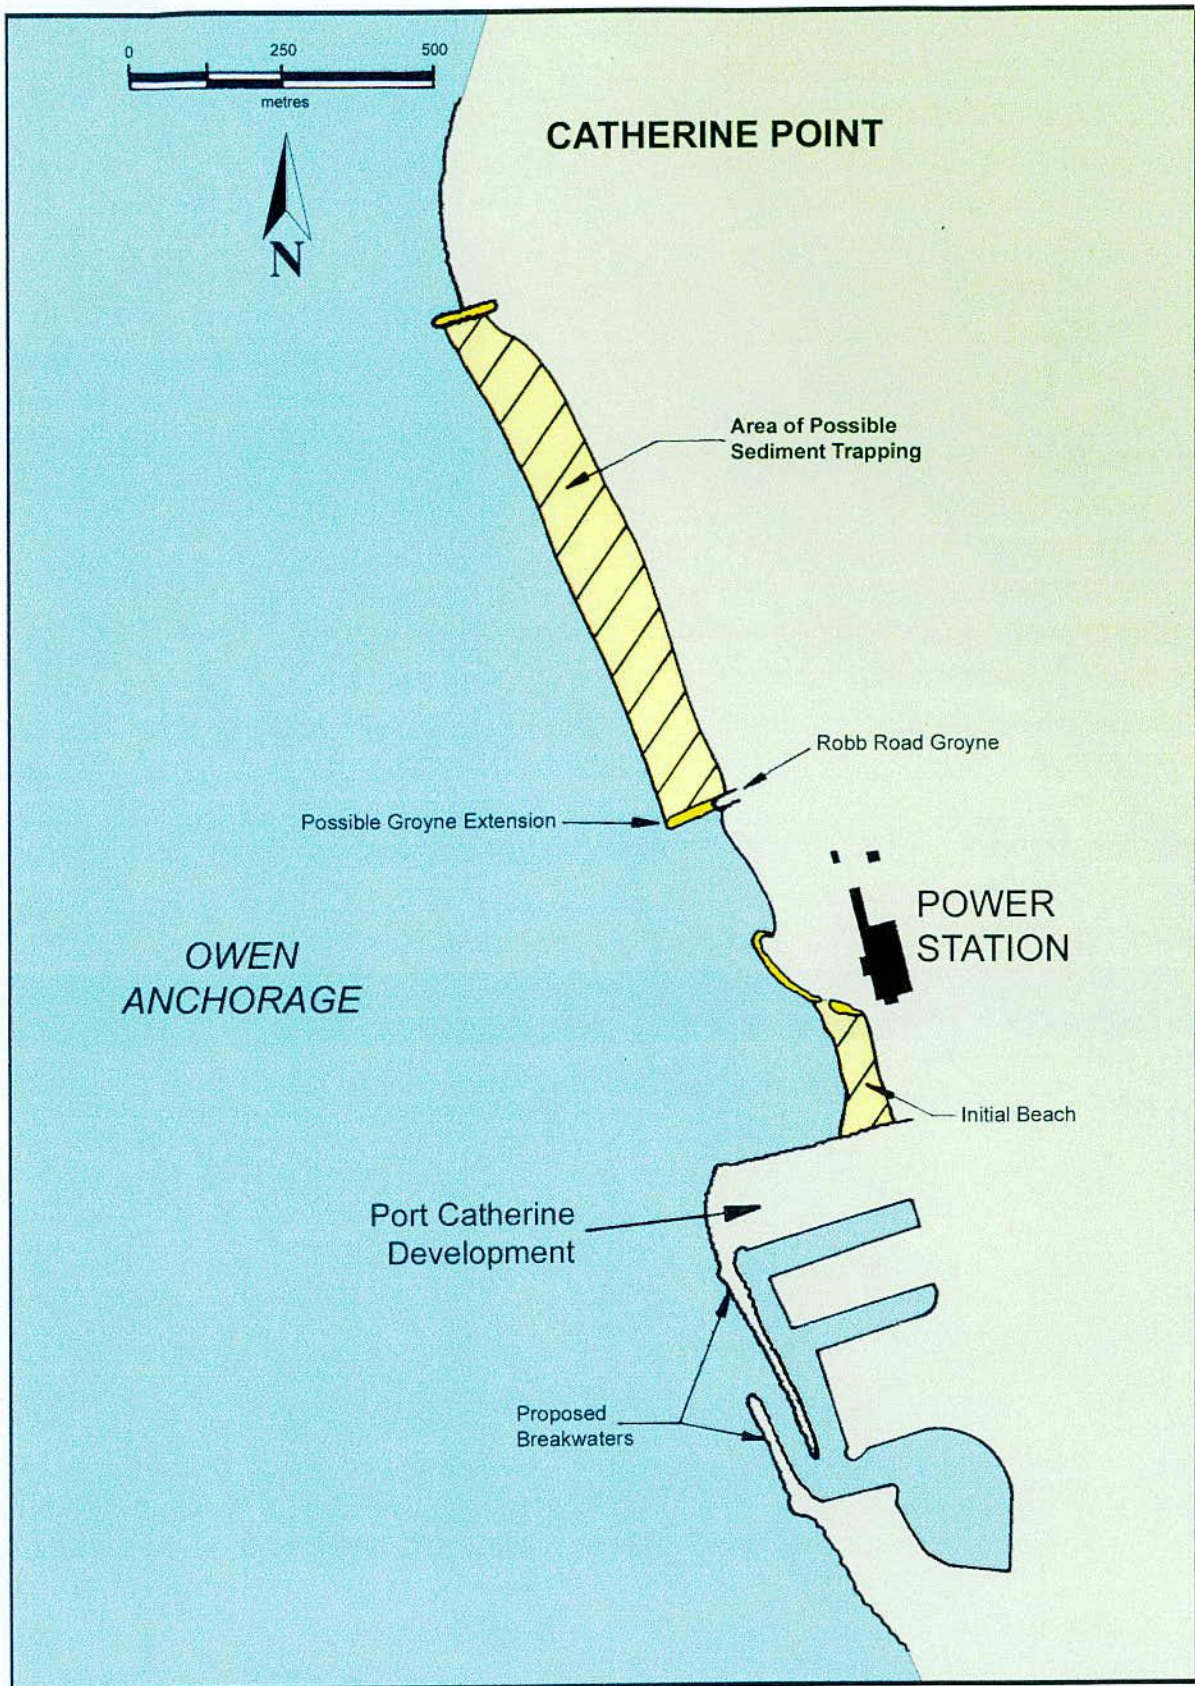 0 250 500
metres
CATHERINE POINT
N
Area of Possible
Sediment Trapping
Robb Road Groyne
Possible Groyne Extension
POWER
STATION
OWEN
ANCHORAGE
Initial Beach
Port Catherine
Development
Proposed
Breakwaters